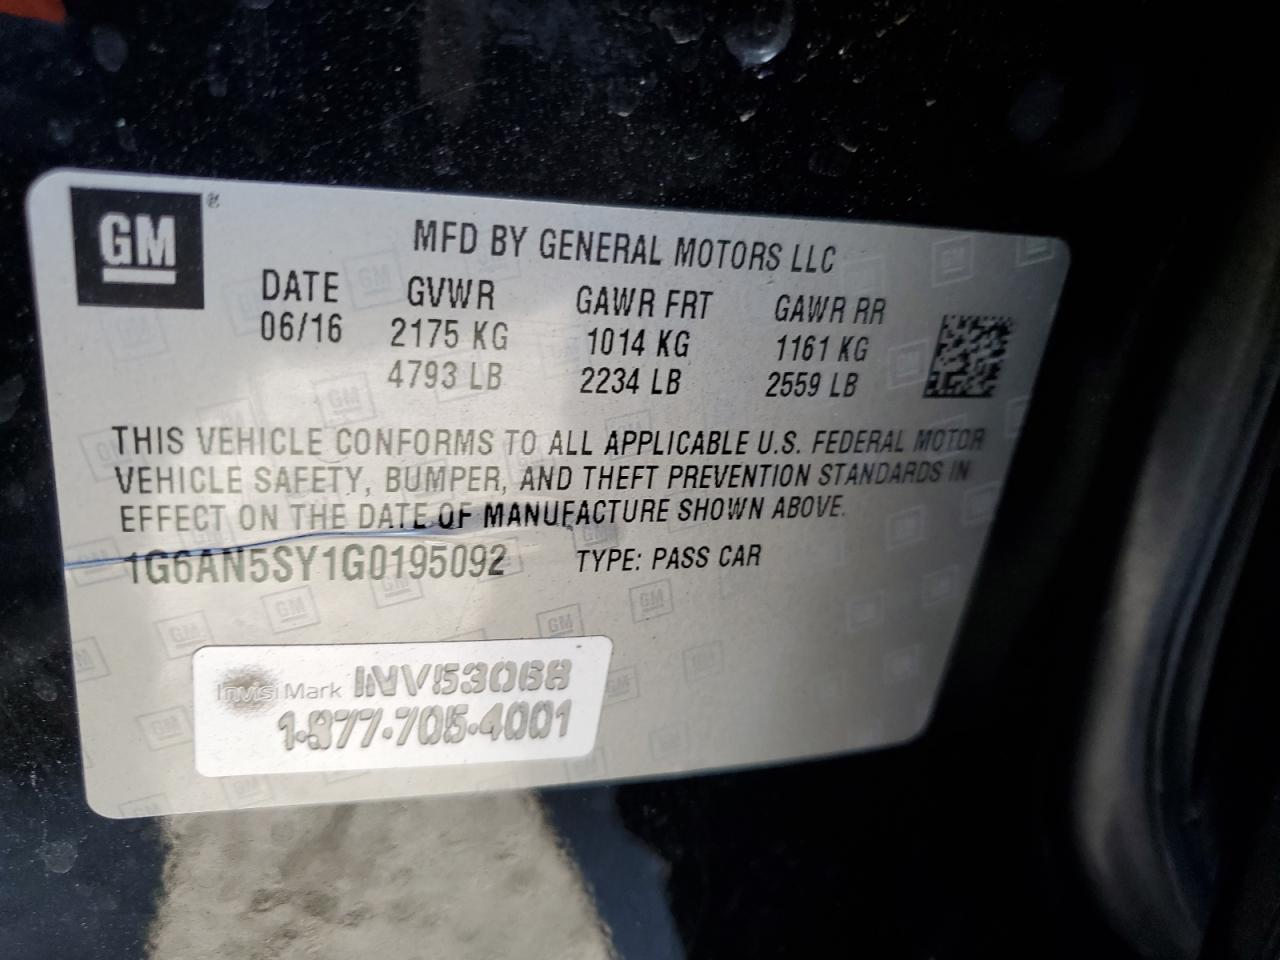 GM®
MFD BY GENERAL MOTORS LLC
DATE GVWR GAWR FRT GAWR RR
06/16 2175 KG 1014 KG 1161 KG
4793 LB 2234 LB 2559 LB
THIS VEHICLE CONFORMS TO ALL APPLICABLE U.S. FEDERAL MOTOR
VEHICLE SAFETY, BUMPER, AND THEFT PREVENTION STANDARDS IN
EFFECT ON THE DATE OF MANUFACTURE SHOWN ABOVE.
1G6AN5SY1G0195092 TYPE: PASS CAR
InvisiMark INV53068
1-877-705-4001